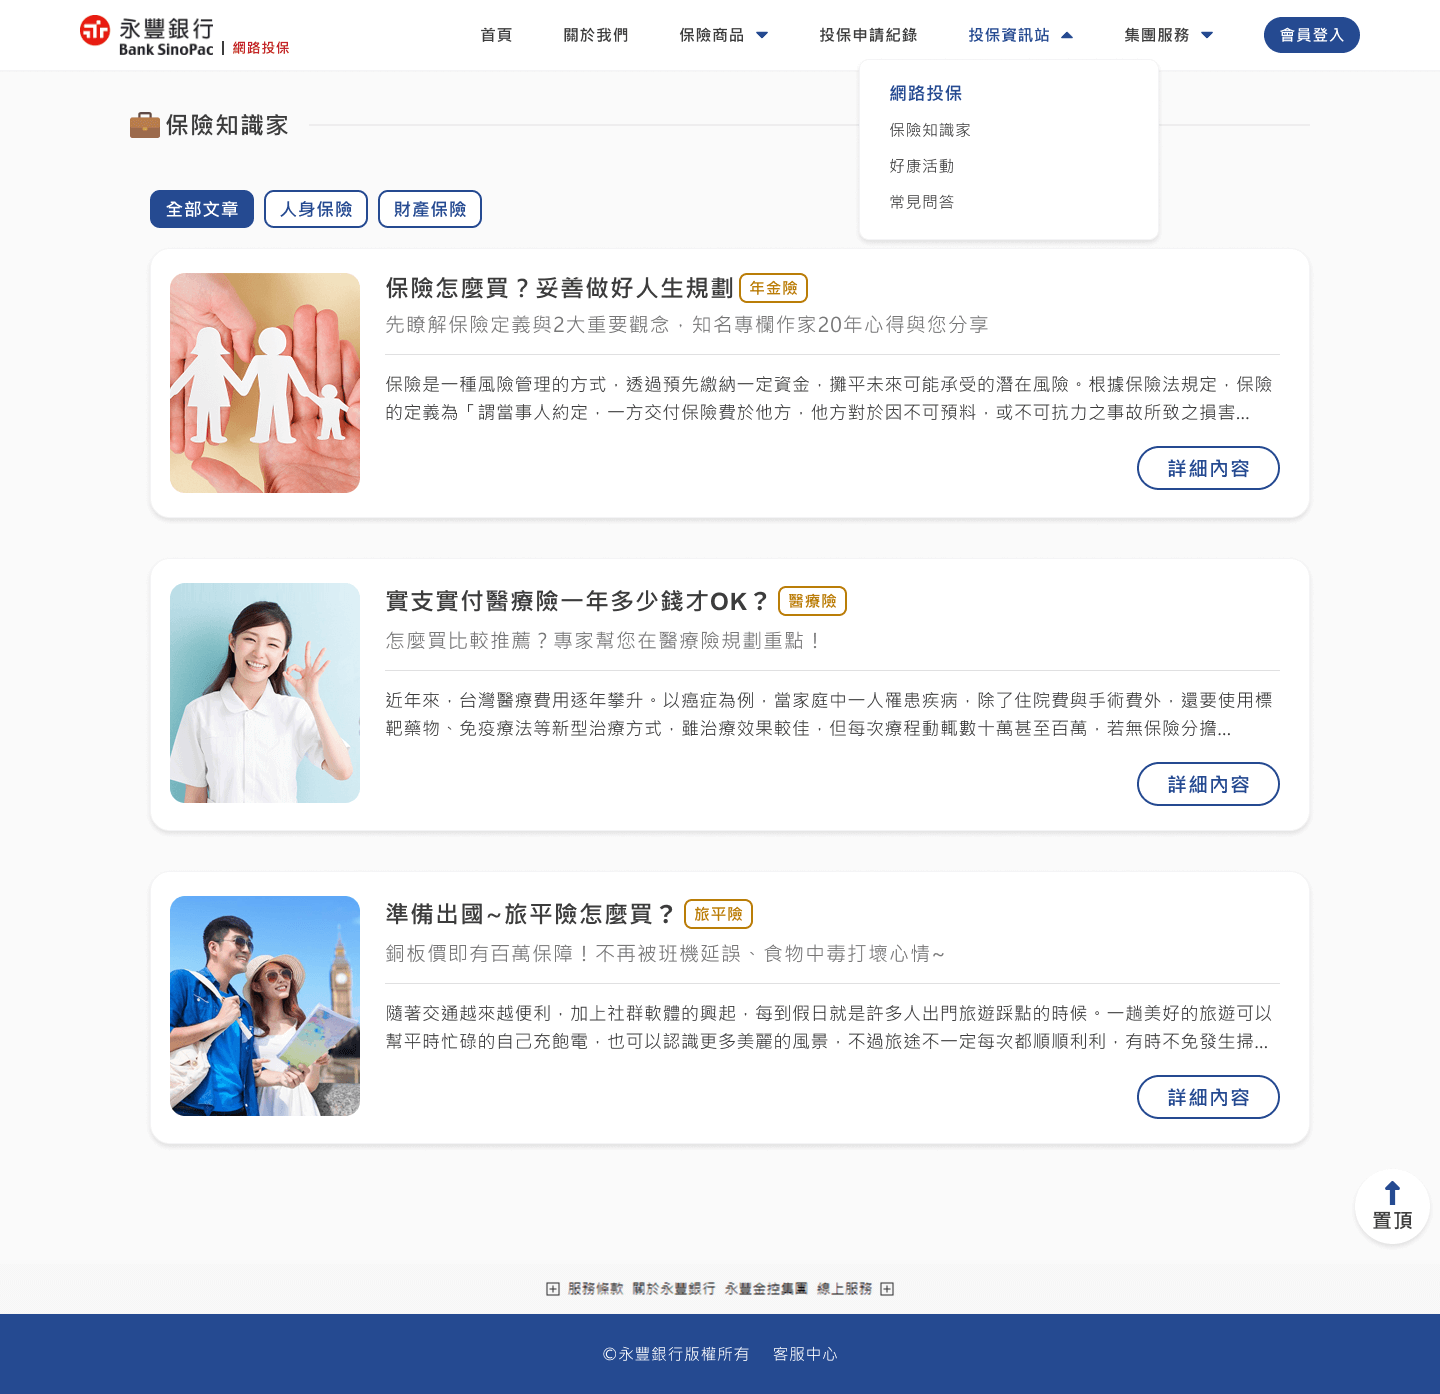 永豐銀行
Bank SinoPac | 網路投保
首頁 關於我們 保險商品 投保申請紀錄 投保資訊站 集團服務 會員登入
網路投保
保險知識家
好康活動
常見問答
保險知識家
全部文章 人身保險 財產保險
保險怎麼買？妥善做好人生規劃 年金險
先瞭解保險定義與2大重要觀念，知名專欄作家20年心得與您分享
保險是一種風險管理的方式，透過預先繳納一定資金，攤平未來可能承受的潛在風險。根據保險法規定，保險
的定義為「謂當事人約定，一方交付保險費於他方，他方對於因不可預料，或不可抗力之事故所致之損害...
詳細內容
實支實付醫療險一年多少錢才OK？ 醫療險
怎麼買比較推薦？專家幫您在醫療險規劃重點！
近年來，台灣醫療費用逐年攀升。以癌症為例，當家庭中一人罹患疾病，除了住院費與手術費外，還要使用標
靶藥物、免疫療法等新型治療方式，雖治療效果較佳，但每次療程動輒數十萬甚至百萬，若無保險分擔...
詳細內容
準備出國~旅平險怎麼買？ 旅平險
銅板價即有百萬保障！不再被班機延誤、食物中毒打壞心情~
隨著交通越來越便利，加上社群軟體的興起，每到假日就是許多人出門旅遊踩點的時候。一趟美好的旅遊可以
幫平時忙碌的自己充飽電，也可以認識更多美麗的風景，不過旅途不一定每次都順順利利，有時不免發生掃...
詳細內容
置頂
服務條款 關於永豐銀行 永豐金控集團 線上服務
©永豐銀行版權所有 客服中心